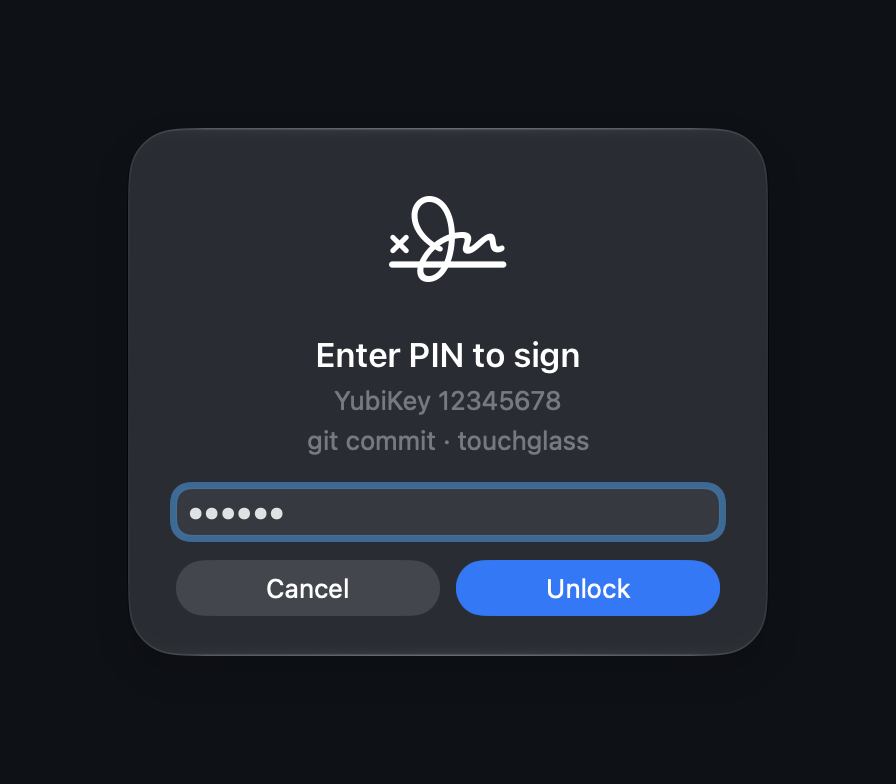 Enter PIN to sign
YubiKey 12345678
git commit · touchglass
●●●●●●
Cancel
Unlock